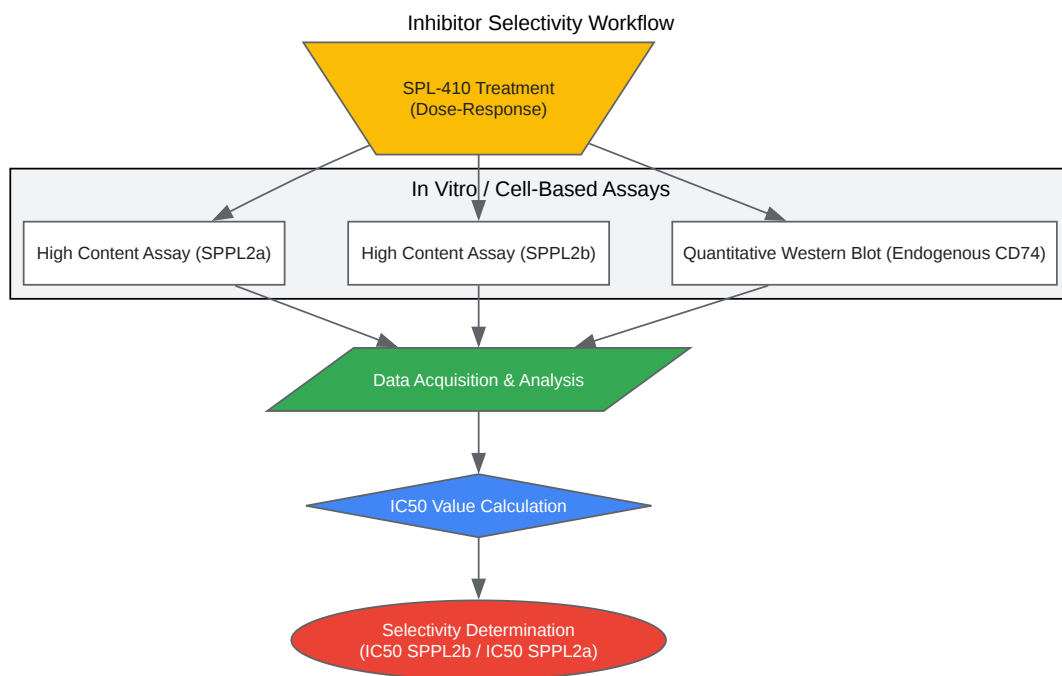 Inhibitor Selectivity Workflow
SPL-410 Treatment
(Dose-Response)
In Vitro / Cell-Based Assays
High Content Assay (SPPL2a)
High Content Assay (SPPL2b)
Quantitative Western Blot (Endogenous CD74)
Data Acquisition & Analysis
IC50 Value Calculation
Selectivity Determination
(IC50 SPPL2b / IC50 SPPL2a)